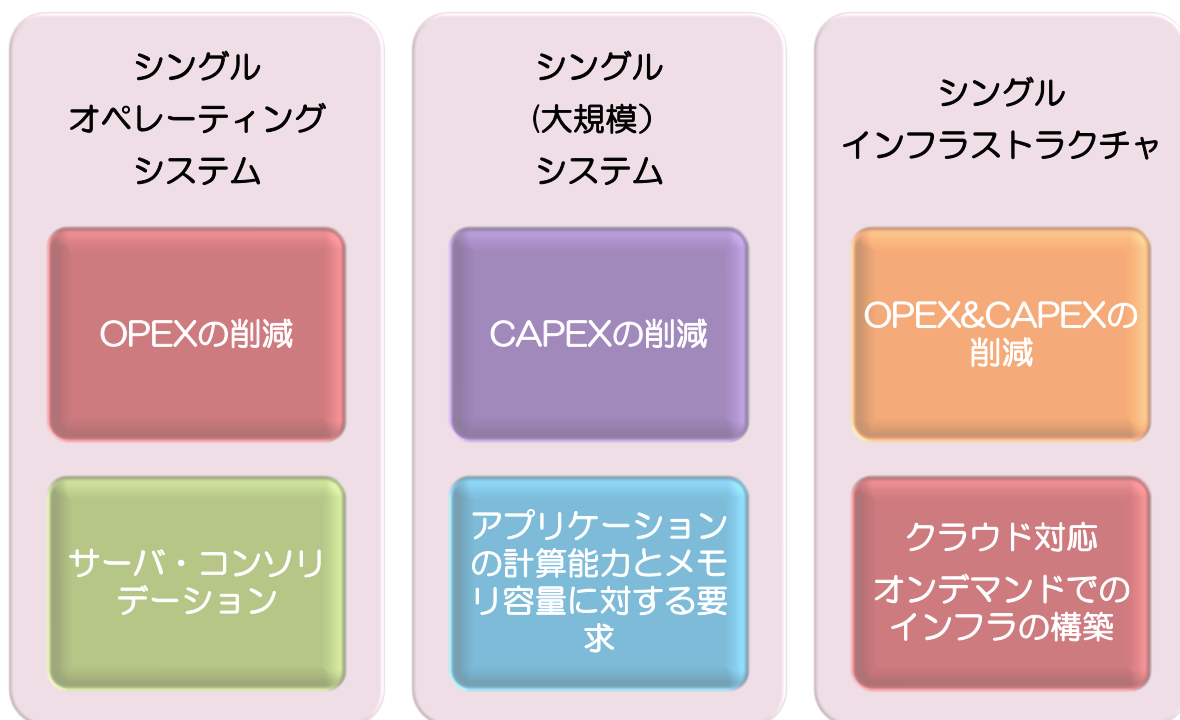 シングル
オペレーティング
システム
OPEXの削減
サーバ・コンソリ
デーション
シングル
(大規模）
システム
CAPEXの削減
アプリケーション
の計算能力とメモ
リ容量に対する要
求
シングル
インフラストラクチャ
OPEX&CAPEXの
削減
クラウド対応
オンデマンドでの
インフラの構築